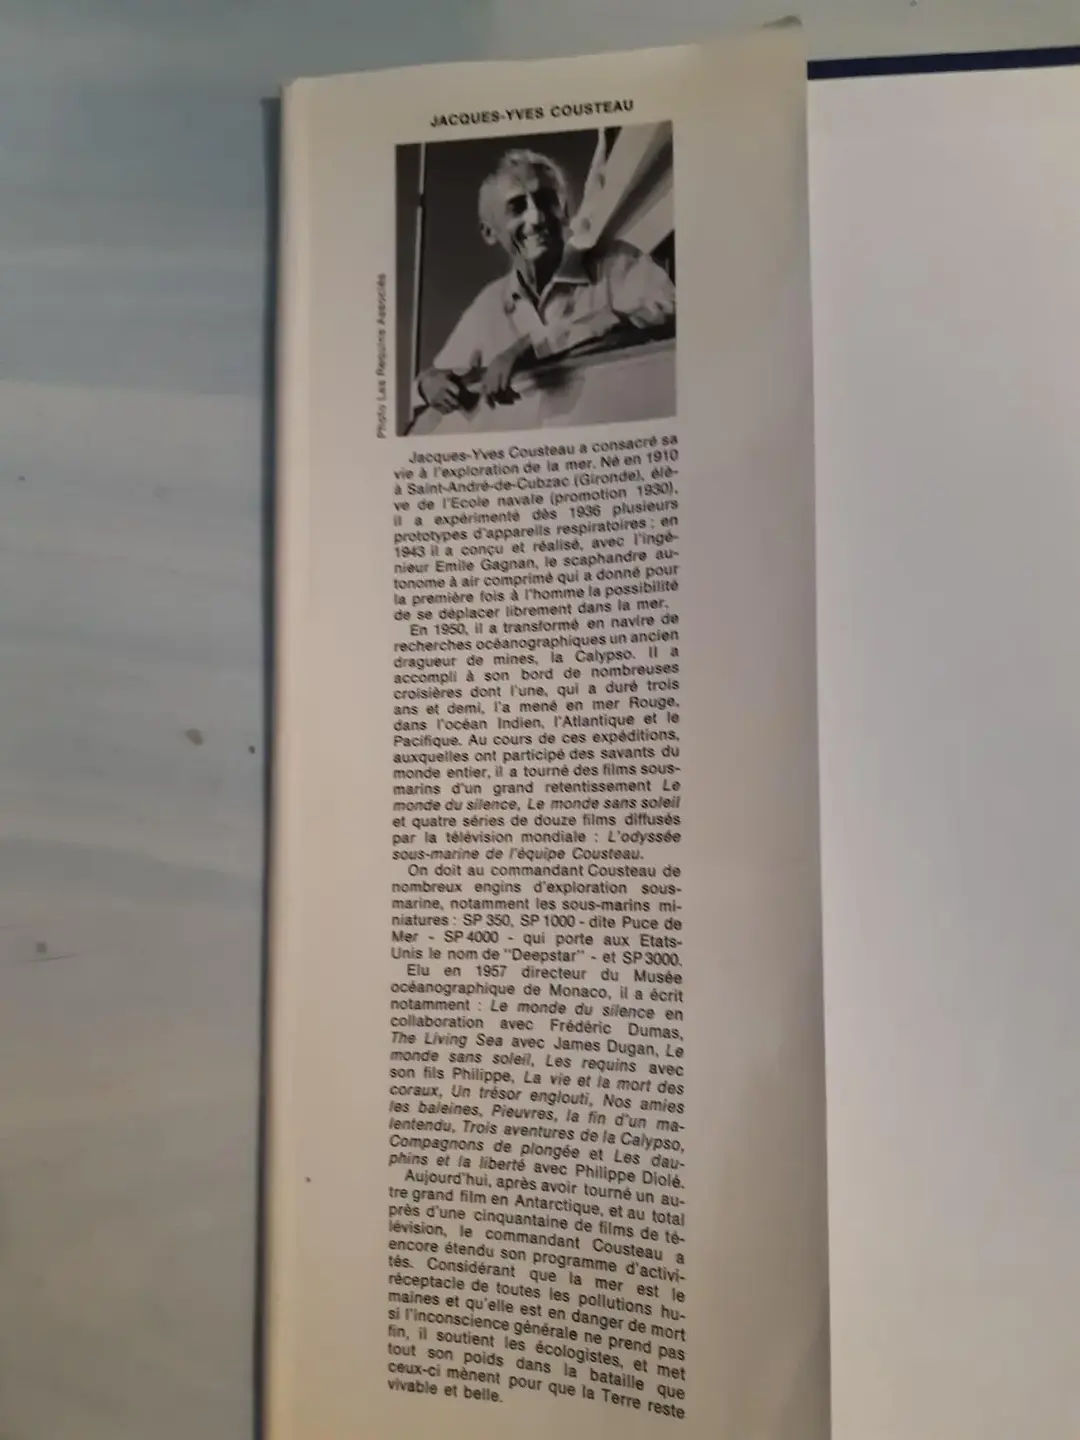 JACQUES-YVES COUSTEAU
Photo Les Requins Associés
Jacques-Yves Cousteau a consacré sa
vie à l'exploration de la mer. Né en 1910
à Saint-André-de-Cubzac (Gironde), élè-
ve de l'Ecole navale (promotion 1930),
il a expérimenté dès 1936 plusieurs
prototypes d'appareils respiratoires ; en
1943 il a conçu et réalisé, avec l'ingé-
nieur Emile Gagnan, le scaphandre au-
tonome à air comprimé qui a donné pour
la première fois à l'homme la possibilité
de se déplacer librement dans la mer.
En 1950, il a transformé en navire de
recherches océanographiques un ancien
dragueur de mines, la Calypso. Il a
accompli à son bord de nombreuses
croisières dont l'une, qui a duré trois
ans et demi, l'a mené en mer Rouge,
dans l'océan Indien, l'Atlantique et le
Pacifique. Au cours de ces expéditions,
auxquelles ont participé des savants du
monde entier, il a tourné des films sous-
marins d'un grand retentissement Le
monde du silence, Le monde sans soleil
et quatre séries de douze films diffusés
par la télévision mondiale : L'odyssée
sous-marine de l'équipe Cousteau.
On doit au commandant Cousteau de
nombreux engins d'exploration sous-
marine, notamment les sous-marins mi-
niatures : SP 350, SP 1000 - dite Puce de
Mer - SP 4000 - qui porte aux Etats-
Unis le nom de "Deepstar" - et SP 3000.
Elu en 1957 directeur du Musée
océanographique de Monaco, il a écrit
notamment : Le monde du silence en
collaboration avec Frédéric Dumas,
The Living Sea avec James Dugan, Le
monde sans soleil, Les requins avec
son fils Philippe, La vie et la mort des
coraux, Un trésor englouti, Nos amies
les baleines, Pieuvres, la fin d'un ma-
lentendu, Trois aventures de la Calypso,
Compagnons de plongée et Les dau-
phins et la liberté avec Philippe Diolé.
Aujourd'hui, après avoir tourné un au-
tre grand film en Antarctique, et au total
près d'une cinquantaine de films de té-
lévision, le commandant Cousteau a
encore étendu son programme d'activi-
tés. Considérant que la mer est le
réceptacle de toutes les pollutions hu-
maines et qu'elle est en danger de mort
si l'inconscience générale ne prend pas
fin, il soutient les écologistes, et met
tout son poids dans la bataille que
ceux-ci mènent pour que la Terre reste
vivable et belle.